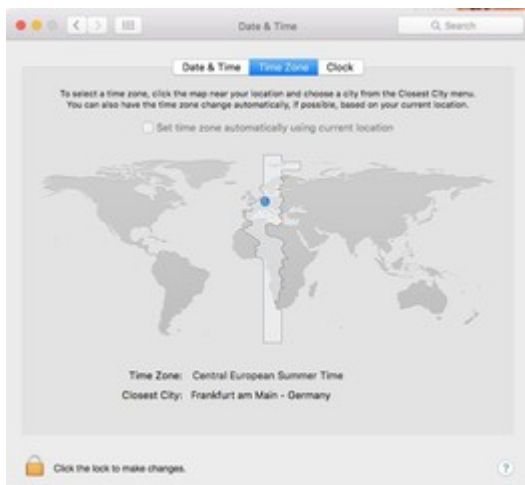 Date & Time
Search
Date & Time
Time Zone
Clock
To select a time zone, click the map near your location and choose a city from the Closest City menu.
You can also have the time zone change automatically, if possible, based on your current location.
Set time zone automatically using current location
Time Zone: Central European Summer Time
Closest City: Frankfurt am Main - Germany
Click the lock to make changes.
?